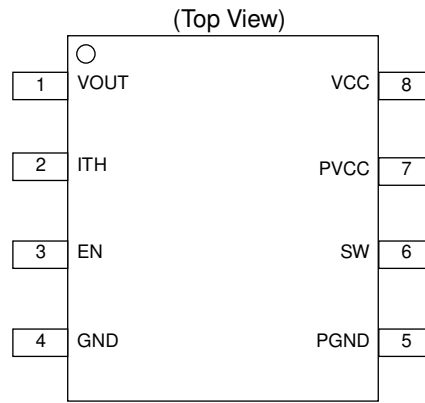 (Top View)
1 VOUT VCC 8
2 ITH PVCC 7
3 EN SW 6
4 GND PGND 5